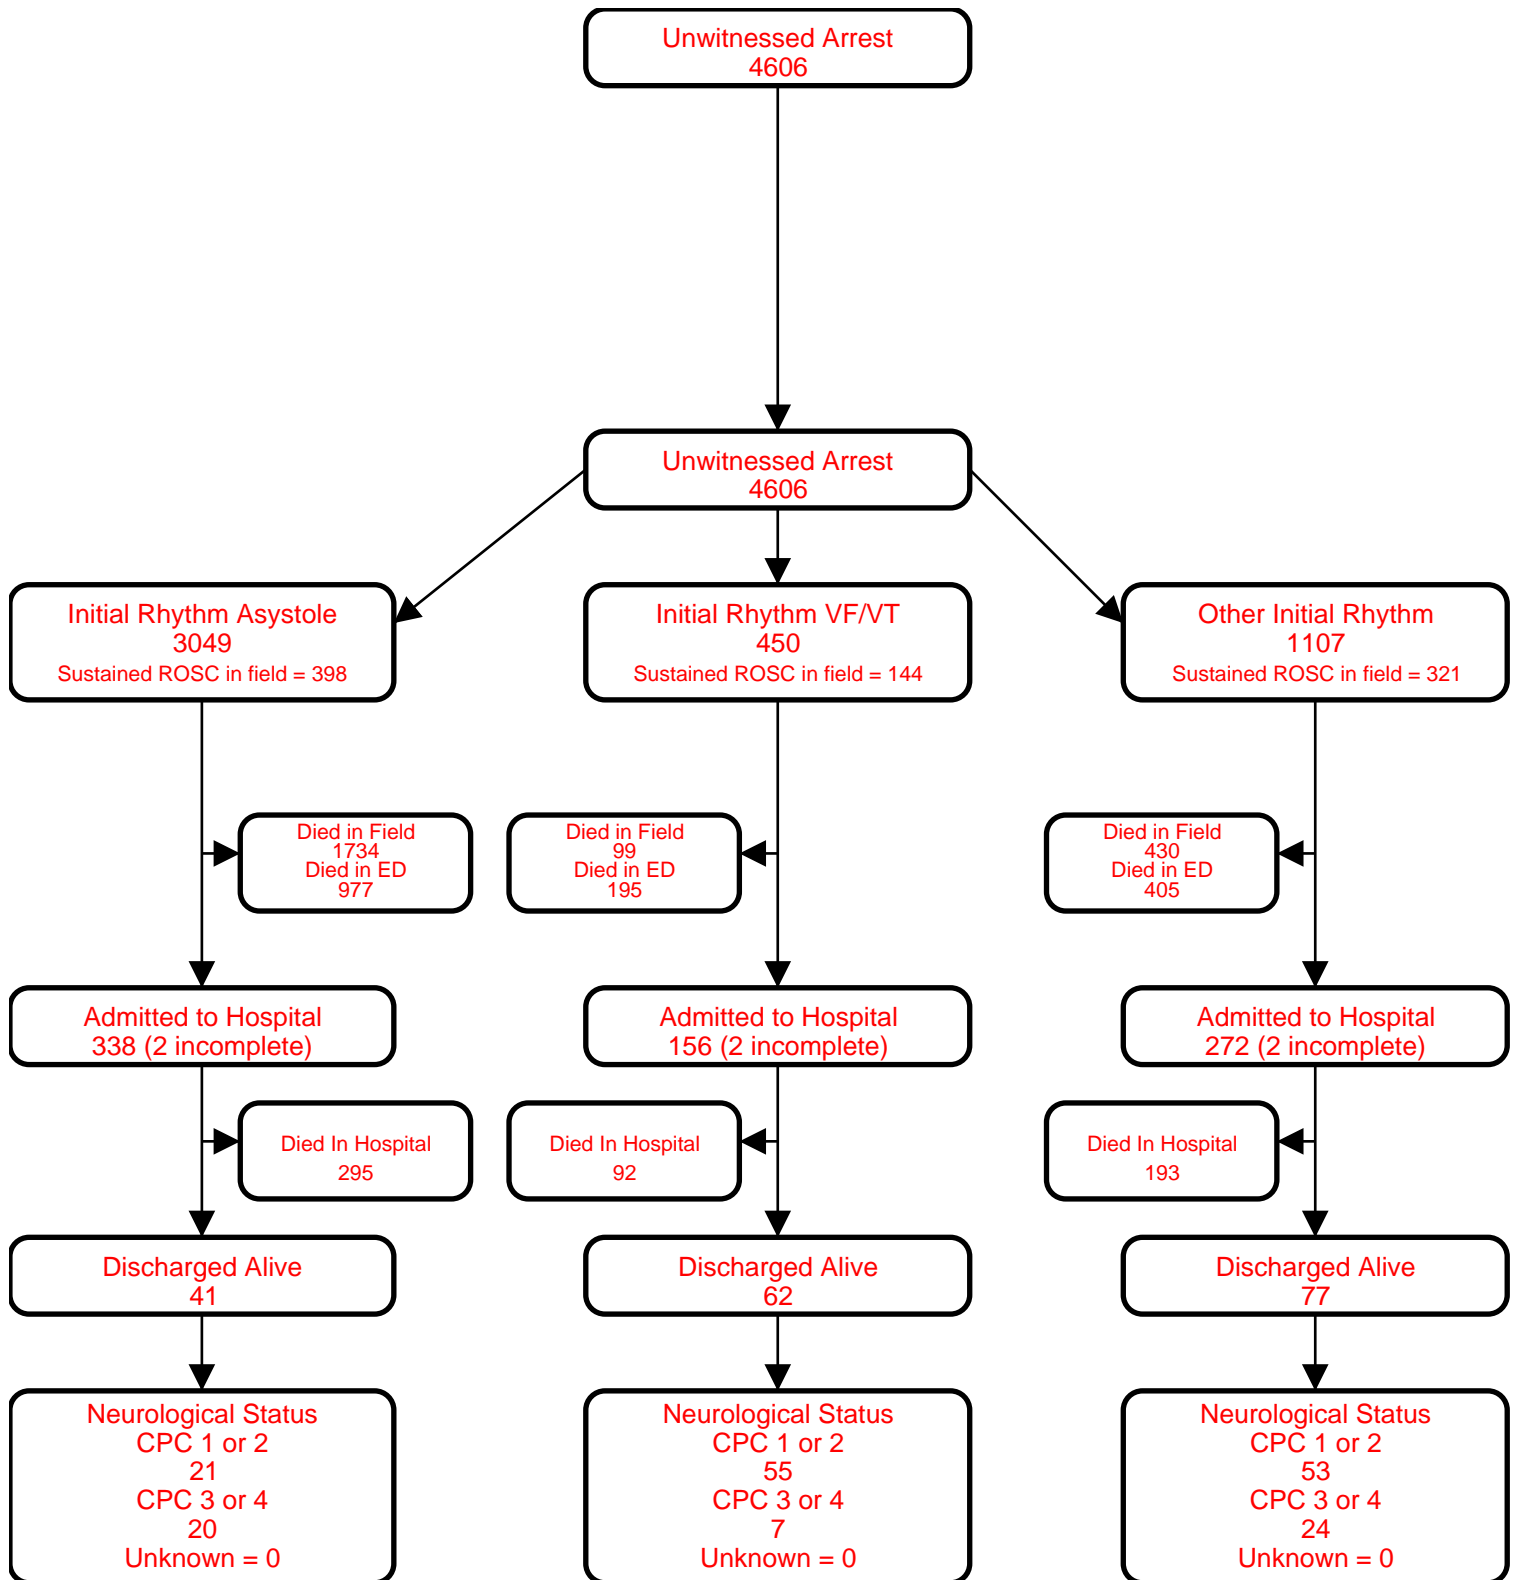 Unwitnessed Arrest
4606
Unwitnessed Arrest
4606
Initial Rhythm Asystole
3049
Sustained ROSC in field = 398
Initial Rhythm VF/VT
450
Sustained ROSC in field = 144
Other Initial Rhythm
1107
Sustained ROSC in field = 321
Died in Field
1734
Died in ED
977
Died in Field
99
Died in ED
195
Died in Field
430
Died in ED
405
Admitted to Hospital
338 (2 incomplete)
Admitted to Hospital
156 (2 incomplete)
Admitted to Hospital
272 (2 incomplete)
Died In Hospital
295
Died In Hospital
92
Died In Hospital
193
Discharged Alive
41
Discharged Alive
62
Discharged Alive
77
Neurological Status
CPC 1 or 2
21
CPC 3 or 4
20
Unknown = 0
Neurological Status
CPC 1 or 2
55
CPC 3 or 4
7
Unknown = 0
Neurological Status
CPC 1 or 2
53
CPC 3 or 4
24
Unknown = 0